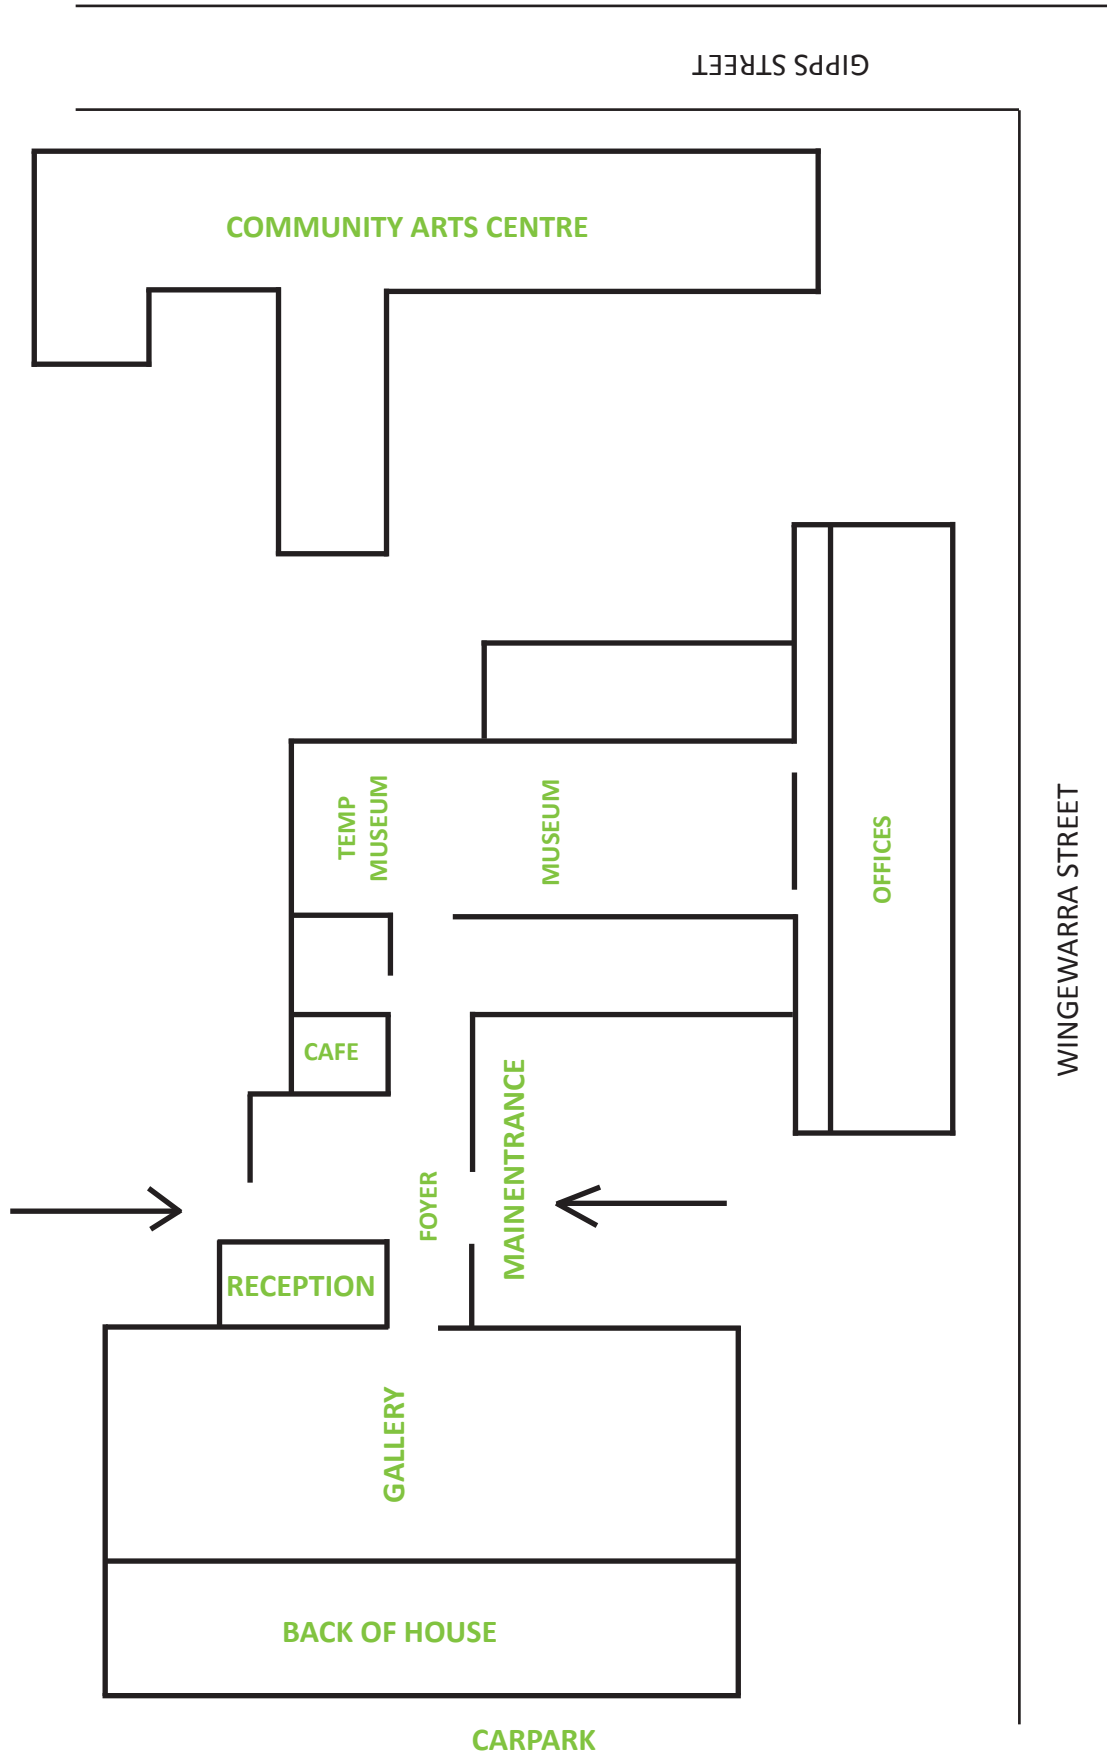 GIPPS STREET
COMMUNITY ARTS CENTRE
TEMP
MUSEUM
MUSEUM
OFFICES
WINGEWARRA STREET
CAFE
MAINENTRANCE
FOYER
RECEPTION
GALLERY
BACK OF HOUSE
CARPARK